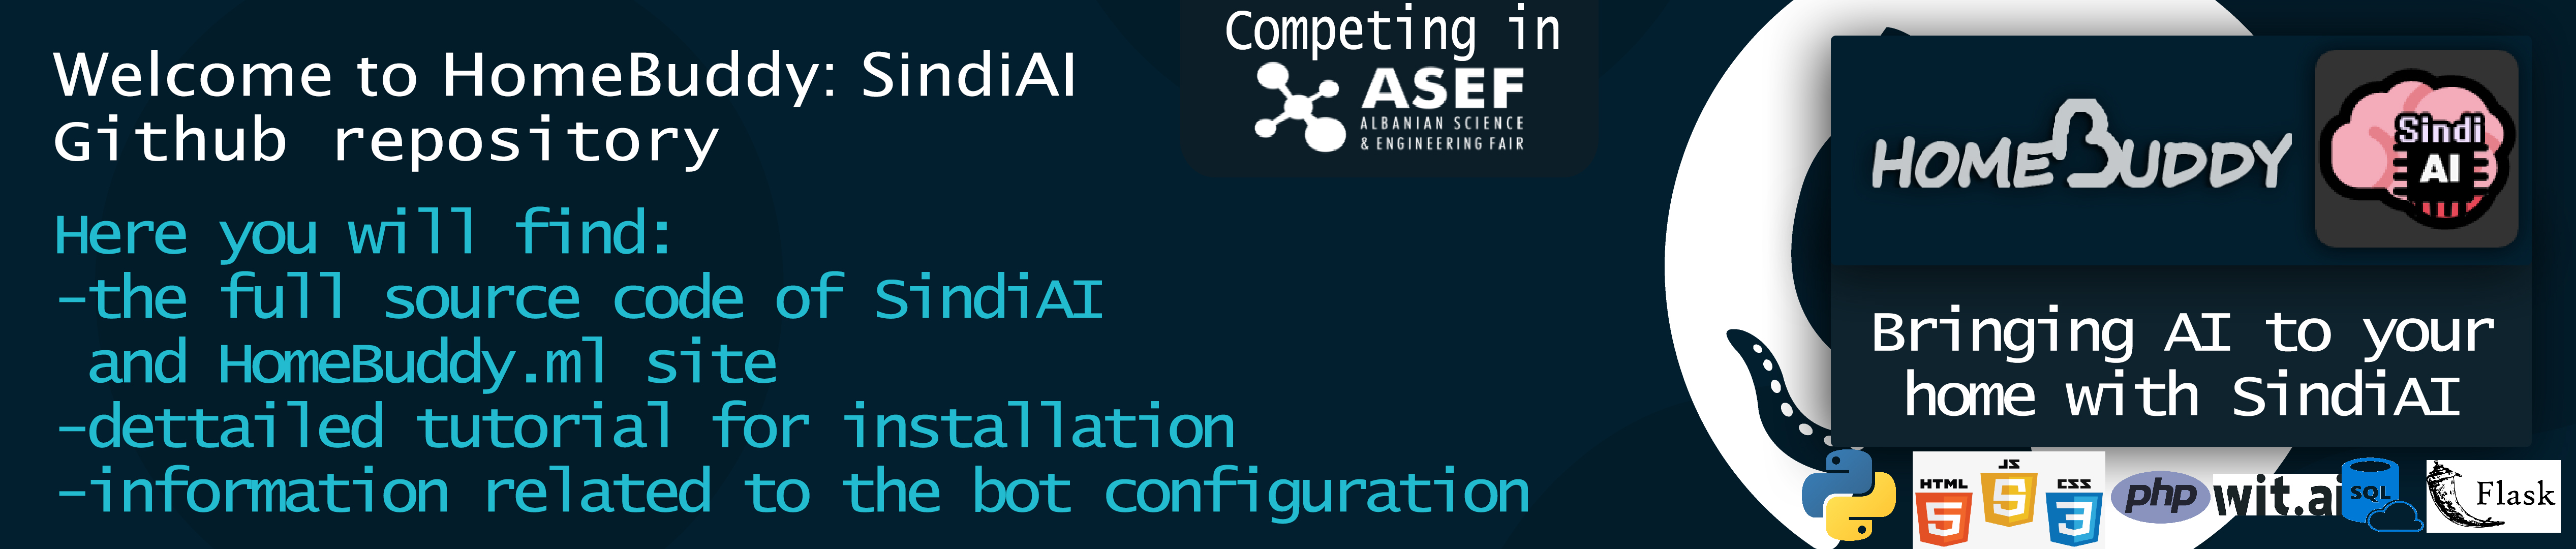 Welcome to HomeBuddy: SindiAI
Github repository
Here you will find:
-the full source code of SindiAI
and HomeBuddy.ml site
-dettailed tutorial for installation
-information related to the bot configuration
Competing in
ASEF
ALBANIAN SCIENCE
& ENGINEERING FAIR
HOMEBUDDY
Sindi
AI
Bringing AI to your
home with SindiAI
HTML
5
JS
5
CSS
3
php
wit.ai
SQL
Flask